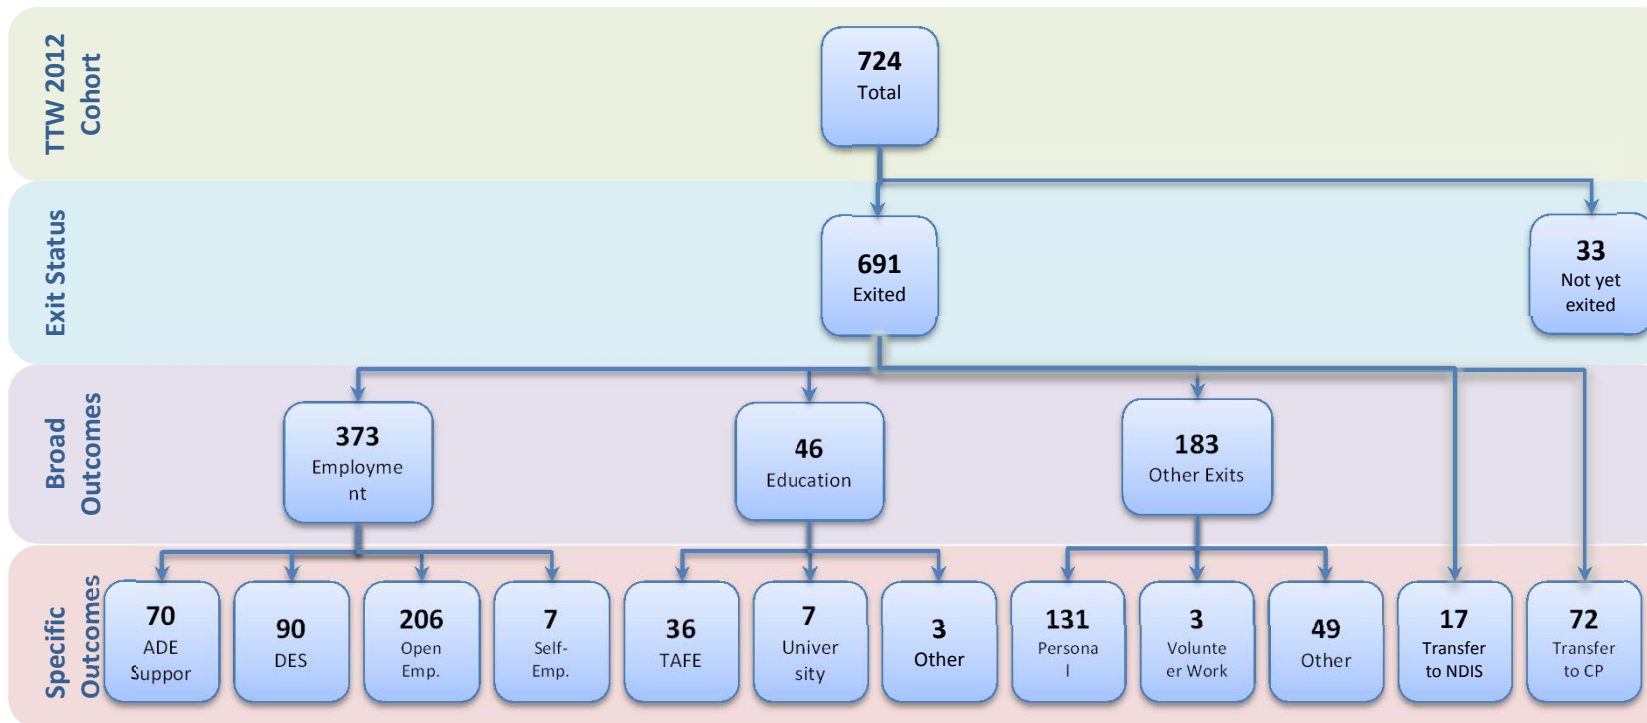 TTW 2012
Cohort
724
Total
Exit Status
691
Exited
33
Not yet
exited
Broad
Outcomes
373
Employme
nt
46
Education
183
Other Exits
Specific
Outcomes
70
ADE
Suppor
90
DES
206
Open
Emp.
7
Self-
Emp.
36
TAFE
7
Univer
sity
3
Other
131
Persona
l
3
Volunte
er Work
49
Other
17
Transfer
to NDIS
72
Transfer
to CP